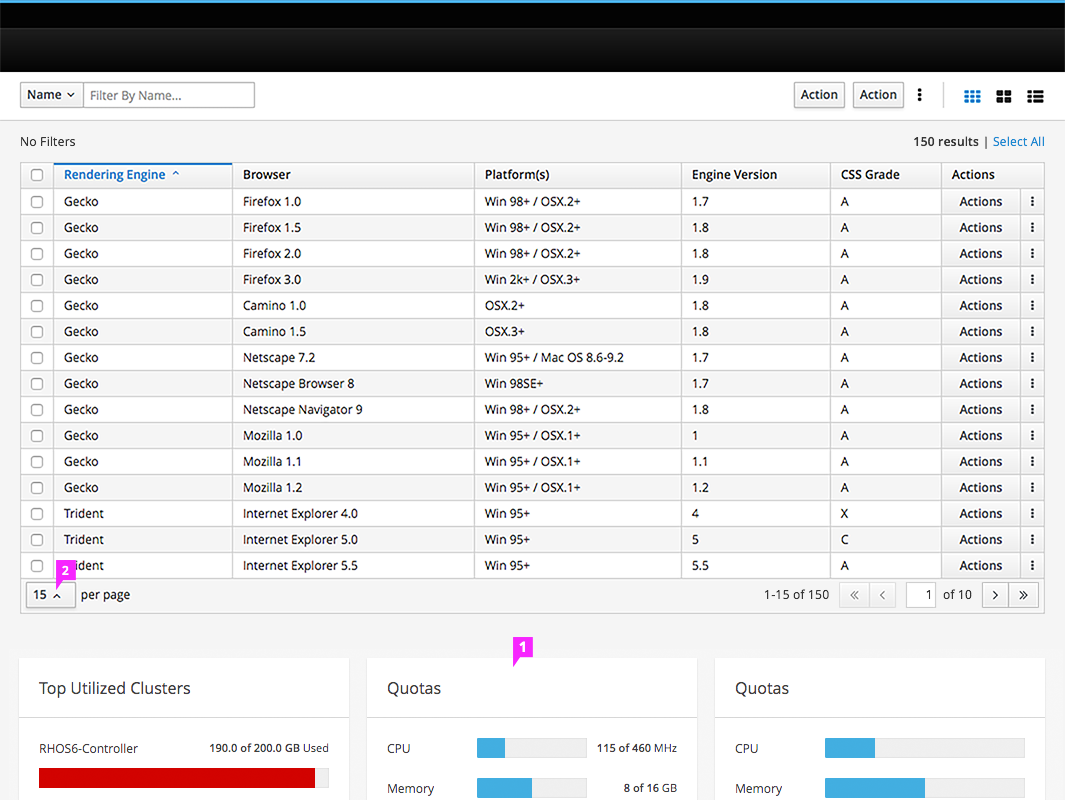 Name Filter By Name... Action Action
No Filters 150 results | Select All
Rendering Engine Browser Platform(s) Engine Version CSS Grade Actions
Gecko Firefox 1.0 Win 98+ / OSX.2+ 1.7 A Actions
Gecko Firefox 1.5 Win 98+ / OSX.2+ 1.8 A Actions
Gecko Firefox 2.0 Win 98+ / OSX.2+ 1.8 A Actions
Gecko Firefox 3.0 Win 2k+ / OSX.3+ 1.9 A Actions
Gecko Camino 1.0 OSX.2+ 1.8 A Actions
Gecko Camino 1.5 OSX.3+ 1.8 A Actions
Gecko Netscape 7.2 Win 95+ / Mac OS 8.6-9.2 1.7 A Actions
Gecko Netscape Browser 8 Win 98SE+ 1.7 A Actions
Gecko Netscape Navigator 9 Win 98+ / OSX.2+ 1.8 A Actions
Gecko Mozilla 1.0 Win 95+ / OSX.1+ 1 A Actions
Gecko Mozilla 1.1 Win 95+ / OSX.1+ 1.1 A Actions
Gecko Mozilla 1.2 Win 95+ / OSX.1+ 1.2 A Actions
Trident Internet Explorer 4.0 Win 95+ 4 X Actions
Trident Internet Explorer 5.0 Win 95+ 5 C Actions
2 ident Internet Explorer 5.5 Win 95+ 5.5 A Actions
15 per page 1-15 of 150 « < 1 of 10 > »
1
Top Utilized Clusters Quotas Quotas
RHOS6-Controller 190.0 of 200.0 GB Used CPU 115 of 460 MHz CPU
Memory 8 of 16 GB Memory